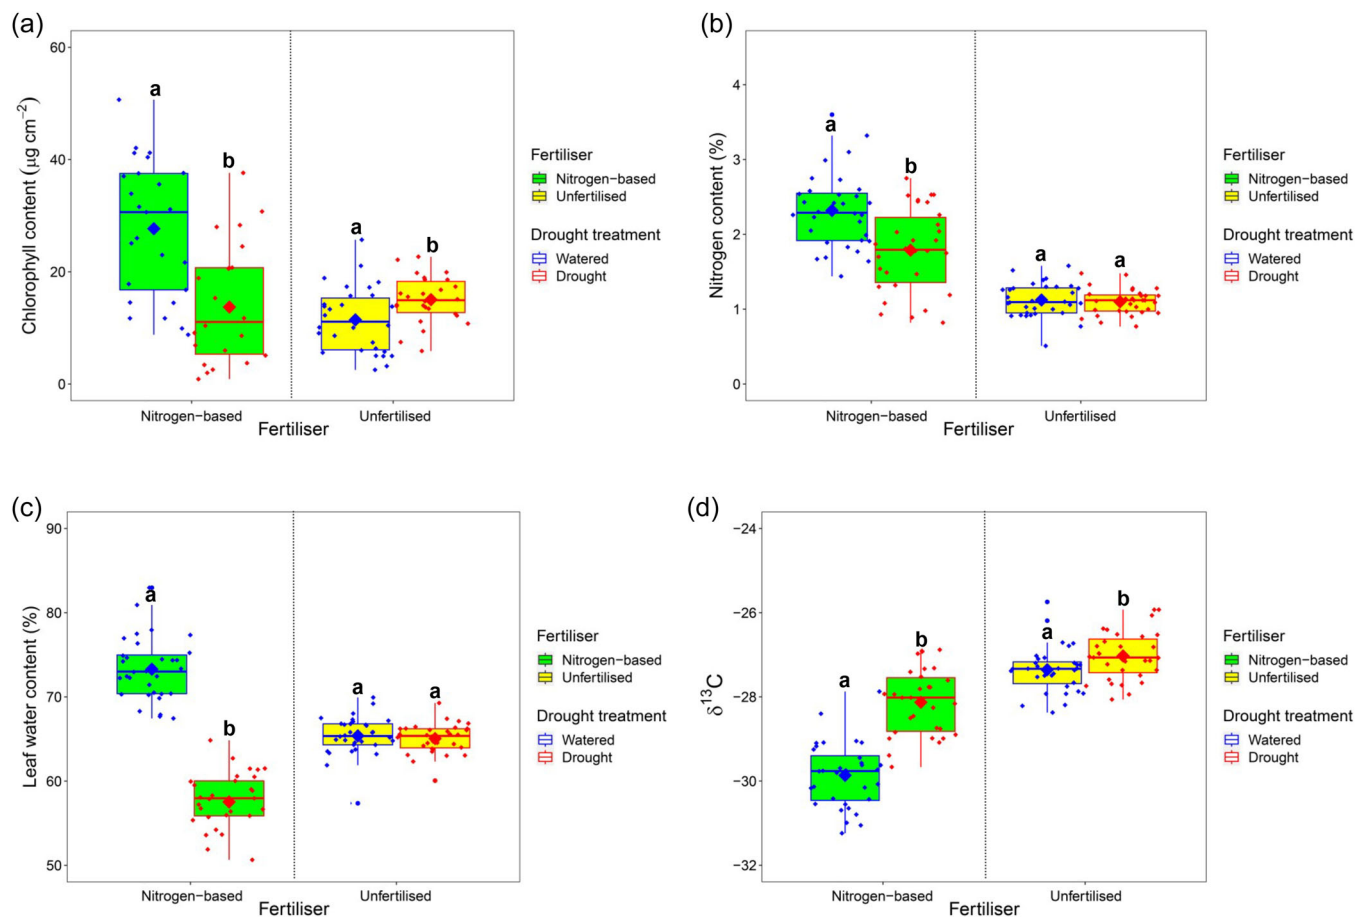 (a)
60
40
20
0
Chlorophyll content (μg cm−2)
a
b
a
b
Nitrogen−based
Unfertilised
Fertiliser
Fertiliser
Nitrogen−based
Unfertilised
Drought treatment
Watered
Drought
(b)
4
3
2
1
0
Nitrogen content (%)
a
b
a
a
Nitrogen−based
Unfertilised
Fertiliser
Fertiliser
Nitrogen−based
Unfertilised
Drought treatment
Watered
Drought
(c)
90
80
70
60
50
Leaf water content (%)
a
b
a
a
Nitrogen−based
Unfertilised
Fertiliser
Fertiliser
Nitrogen−based
Unfertilised
Drought treatment
Watered
Drought
(d)
−24
−26
−28
−30
−32
δ13C
a
b
a
b
Nitrogen−based
Unfertilised
Fertiliser
Fertiliser
Nitrogen−based
Unfertilised
Drought treatment
Watered
Drought